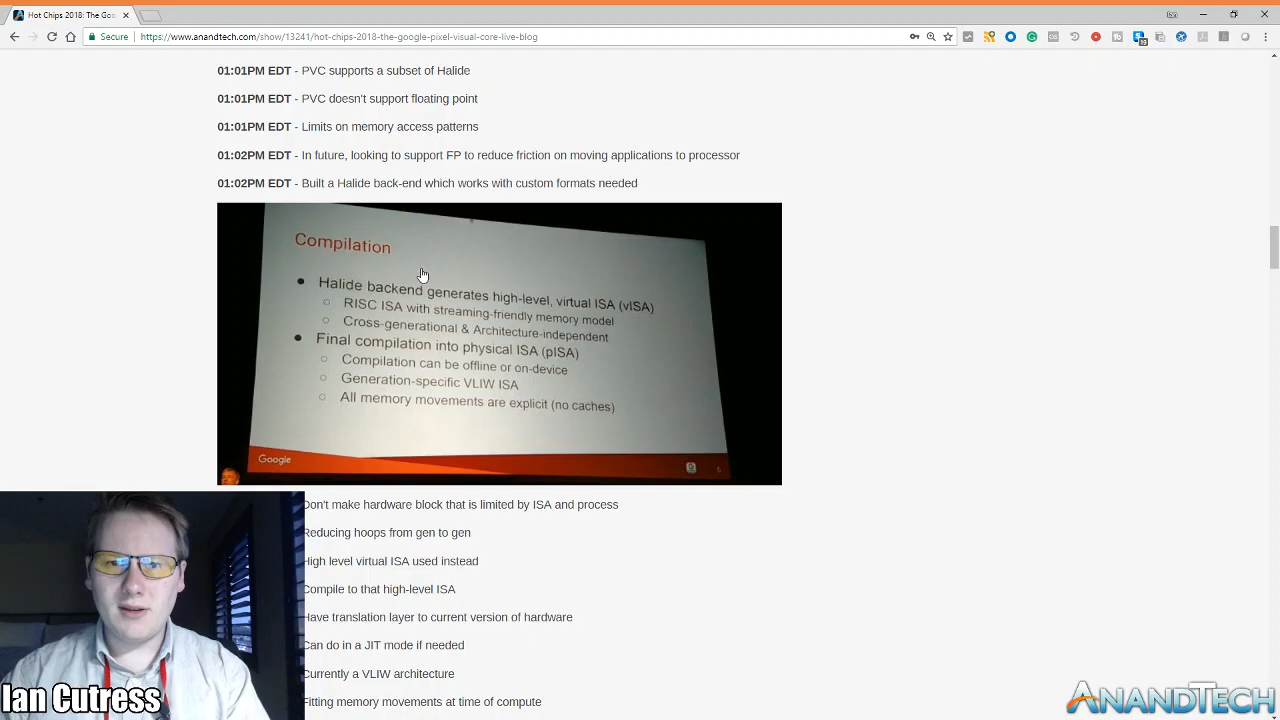 Hot Chips 2018: The Goo
Secure
https://www.anandtech.com/show/13241/hot-chips-2018-the-google-pixel-visual-core-live-blog
01:01PM EDT - PVC supports a subset of Halide
01:01PM EDT - PVC doesn't support floating point
01:01PM EDT - Limits on memory access patterns
01:02PM EDT - In future, looking to support FP to reduce friction on moving applications to processor
01:02PM EDT - Built a Halide back-end which works with custom formats needed
Compilation
● Halide backend generates high-level, virtual ISA (vISA)
○ RISC ISA with streaming-friendly memory model
○ Cross-generational & Architecture-independent
● Final compilation into physical ISA (pISA)
○ Compilation can be offline or on-device
○ Generation-specific VLIW ISA
○ All memory movements are explicit (no caches)
Google
6
Don't make hardware block that is limited by ISA and process
Reducing hoops from gen to gen
High level virtual ISA used instead
Compile to that high-level ISA
Have translation layer to current version of hardware
Can do in a JIT mode if needed
Currently a VLIW architecture
Fitting memory movements at time of compute
Ian Cutress
ANANDTECH